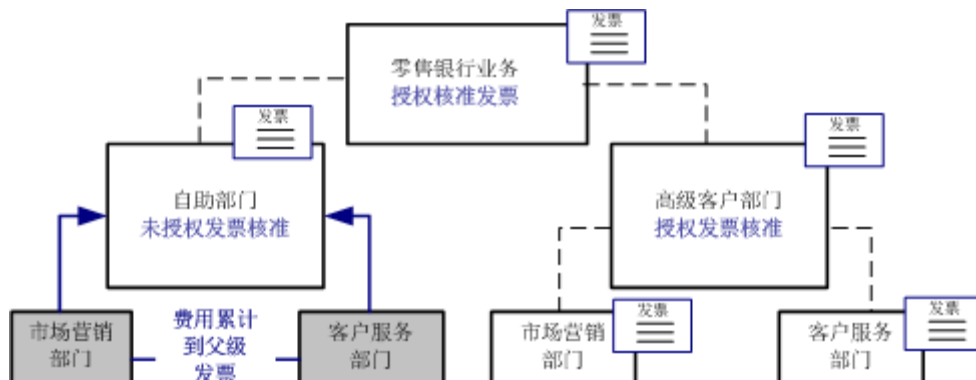 发票
零售银行业务
授权核准发票
发票
自助部门
未授权发票核准
发票
高级客户部门
授权发票核准
市场营销
部门
费用累计
到父级
发票
客户服务
部门
市场营销
部门
发票
客户服务
部门
发票